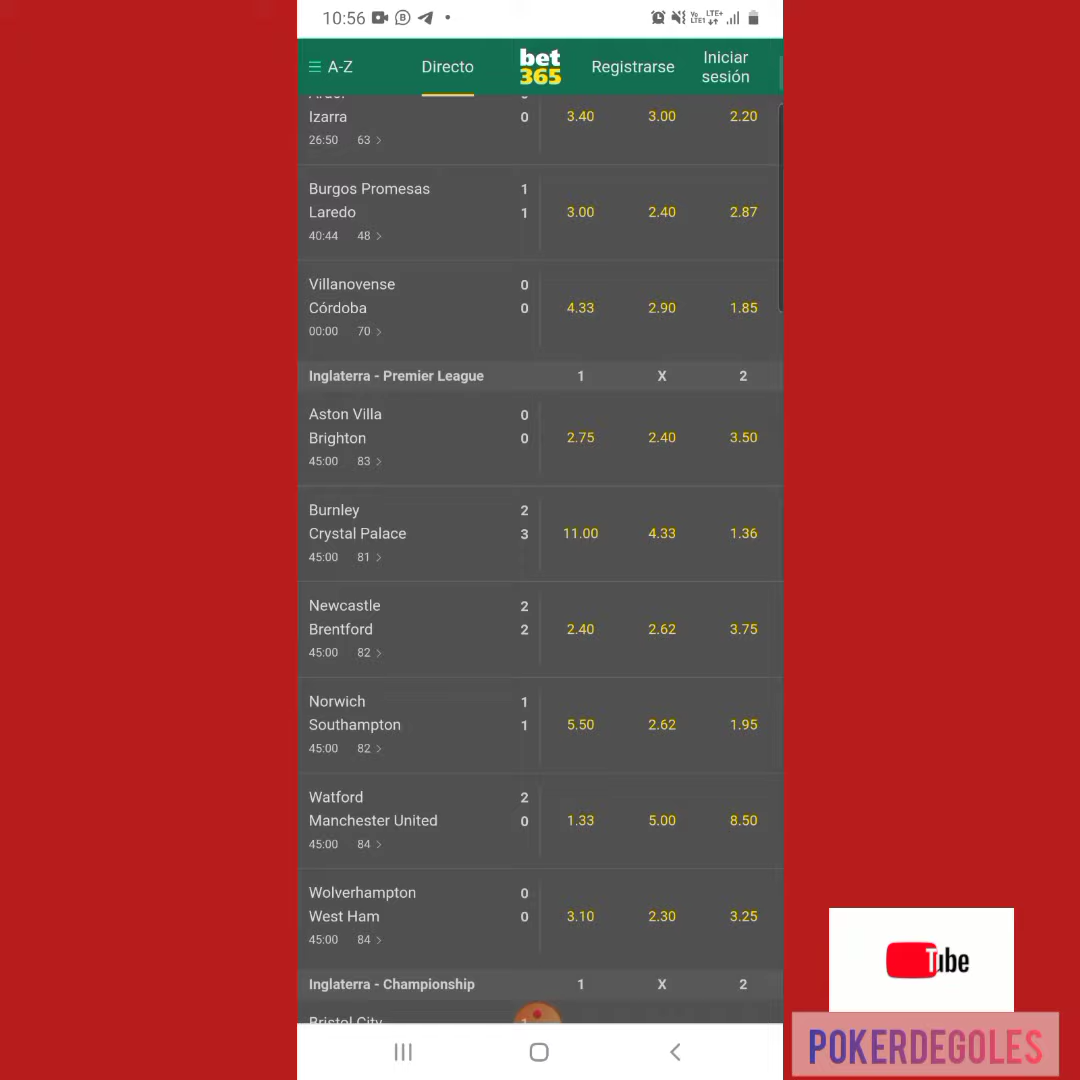 10:56
A-Z Directo bet365 Registrarse Iniciar sesión
Izarra 0 3.40 3.00 2.20
26:50 63
Burgos Promesas 1
Laredo 1 3.00 2.40 2.87
40:44 48
Villanovense 0
Córdoba 0 4.33 2.90 1.85
00:00 70
Inglaterra - Premier League 1 X 2
Aston Villa 0
Brighton 0 2.75 2.40 3.50
45:00 83
Burnley 2
Crystal Palace 3 11.00 4.33 1.36
45:00 81
Newcastle 2
Brentford 2 2.40 2.62 3.75
45:00 82
Norwich 1
Southampton 1 5.50 2.62 1.95
45:00 82
Watford 2
Manchester United 0 1.33 5.00 8.50
45:00 84
Wolverhampton 0
West Ham 0 3.10 2.30 3.25
45:00 84
Inglaterra - Championship 1 X 2
Bristol City
Tube
POKERDEGOLES